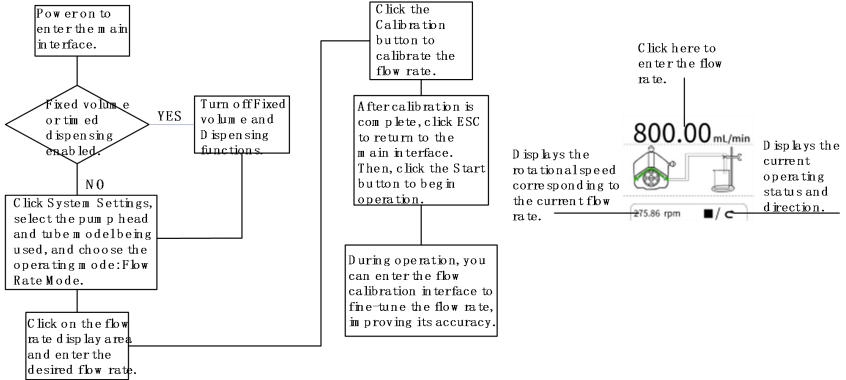 Power on to
enter the main
interface.
Fixed volume
or timed
dispensing
enabled.
YES
Turn off Fixed
volume and
Dispensing
functions.
NO
Click System Settings,
select the pump head
and tube model being
used, and choose the
operating mode: Flow
Rate Mode.
Click on the flow
rate display area
and enter the
desired flow rate.
Click the
Calibration
button to
calibrate the
flow rate.
After calibration is
complete, click ESC
to return to the
main interface.
Then, click the Start
button to begin
operation.
During operation, you
can enter the flow
calibration interface to
fine-tune the flow rate,
improving its accuracy.
Click here to
enter the flow
rate.
800.00 mL/min
Displays the
rotational speed
corresponding to
the current flow
rate.
Displays the
current
operating
status and
direction.
275.86 rpm